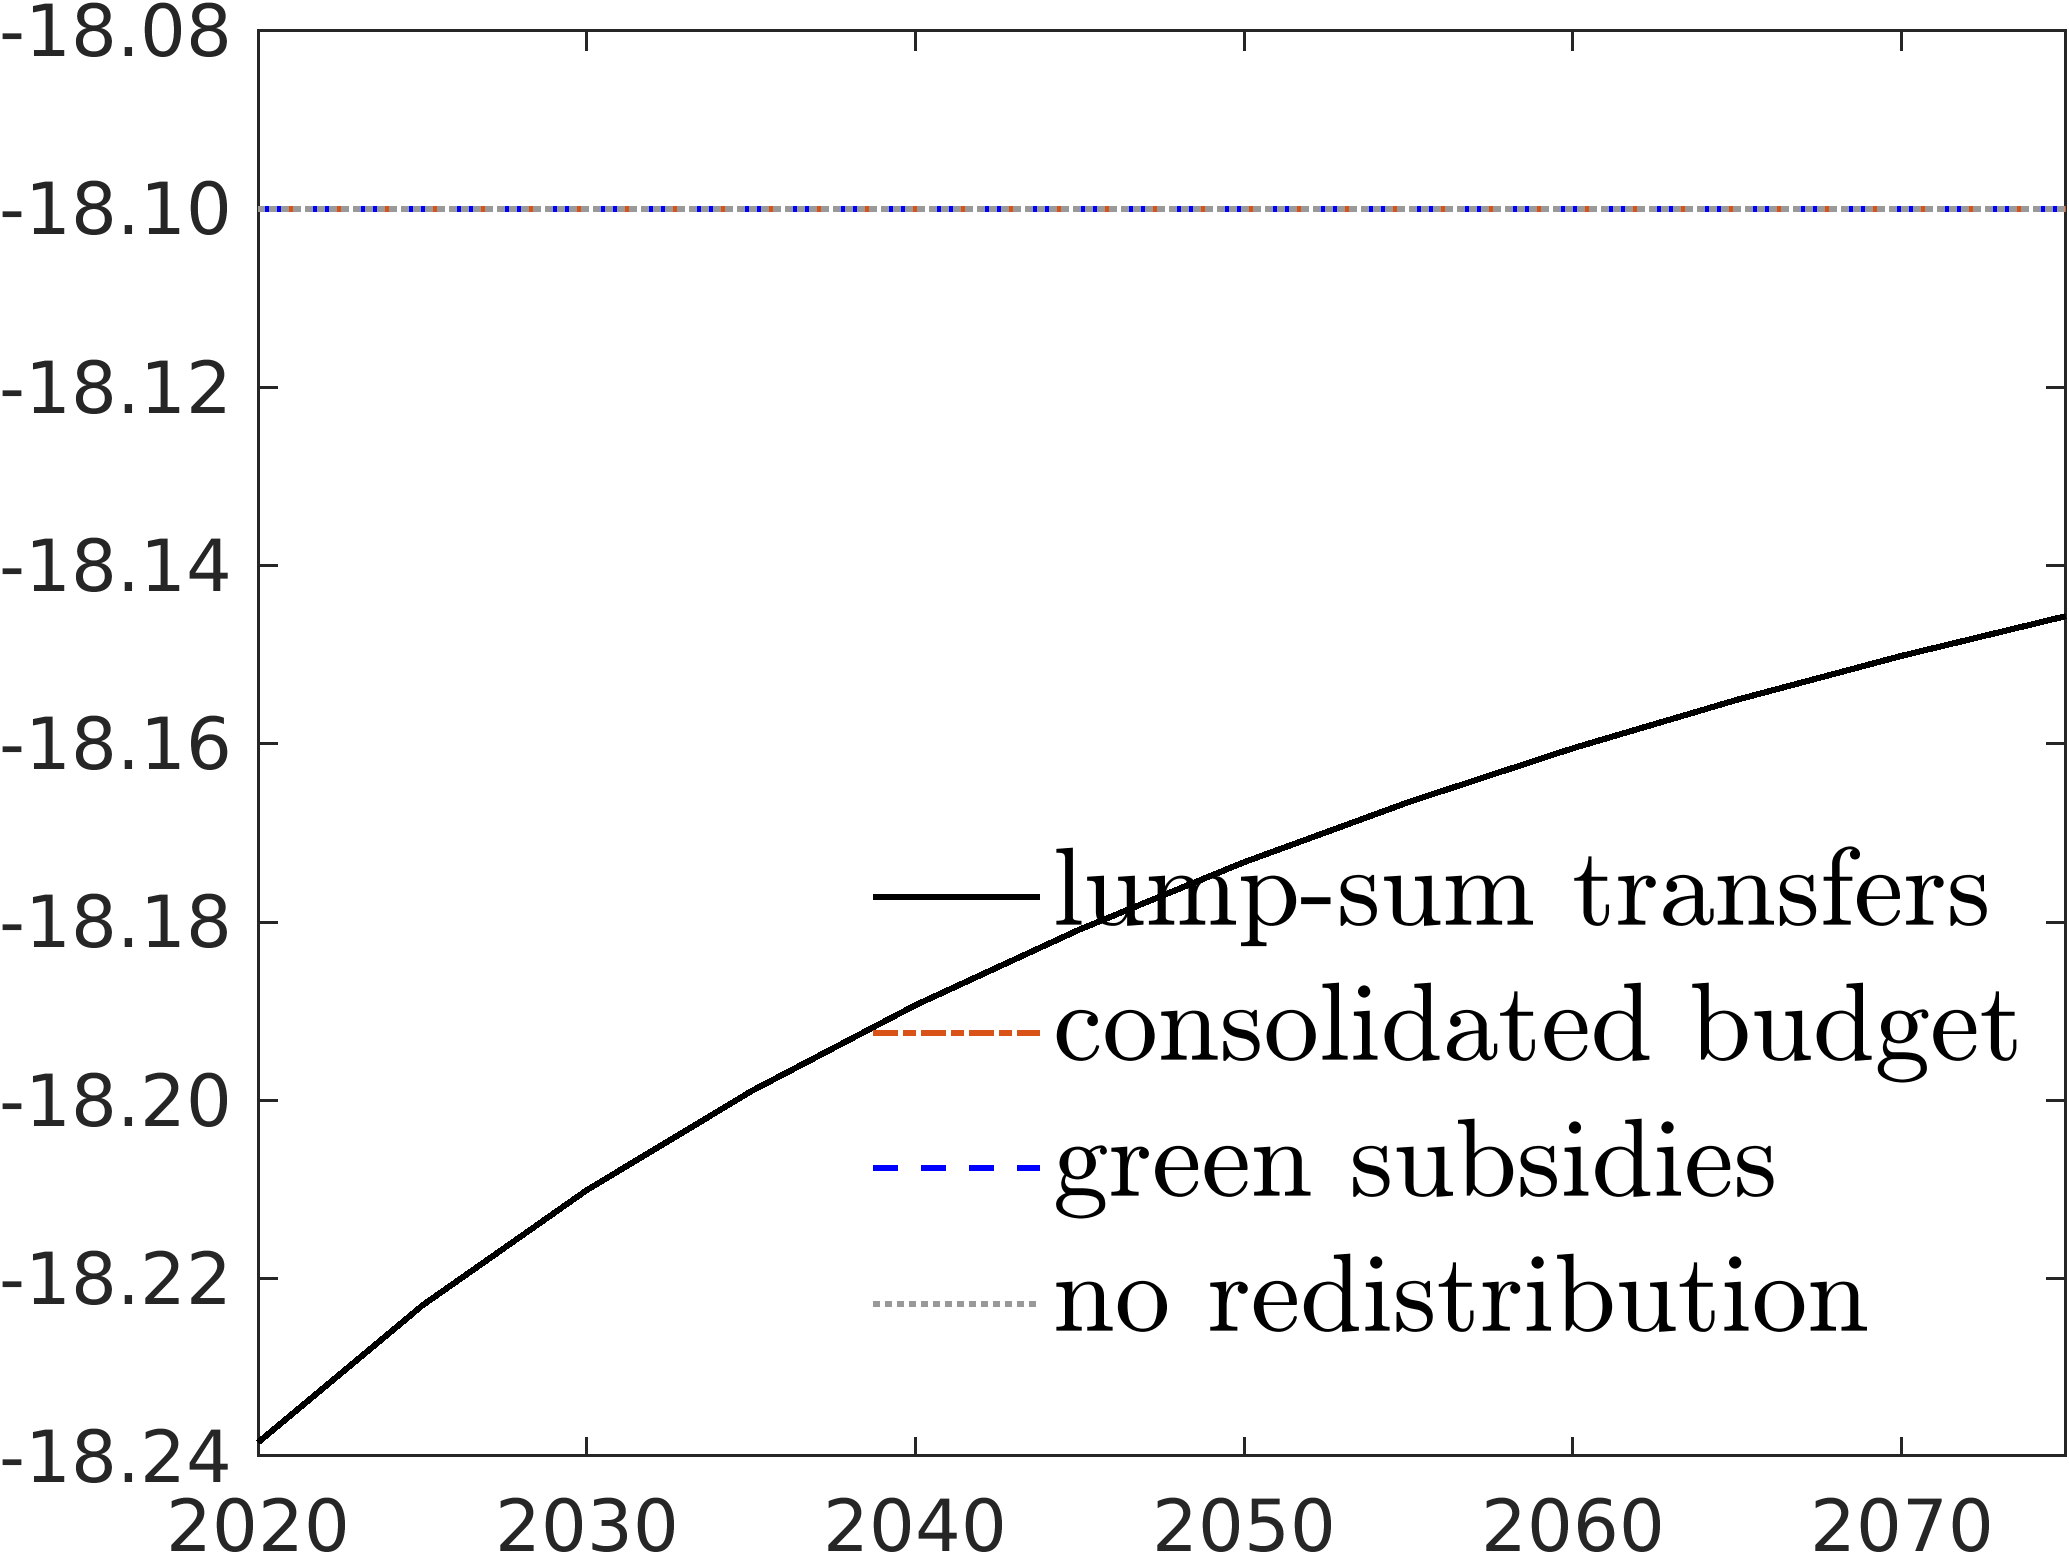 -18.08
-18.10
-18.12
-18.14
-18.16
-18.18
-18.20
-18.22
-18.24
lump-sum transfers
consolidated budget
green subsidies
no redistribution
2020 2030 2040 2050 2060 2070